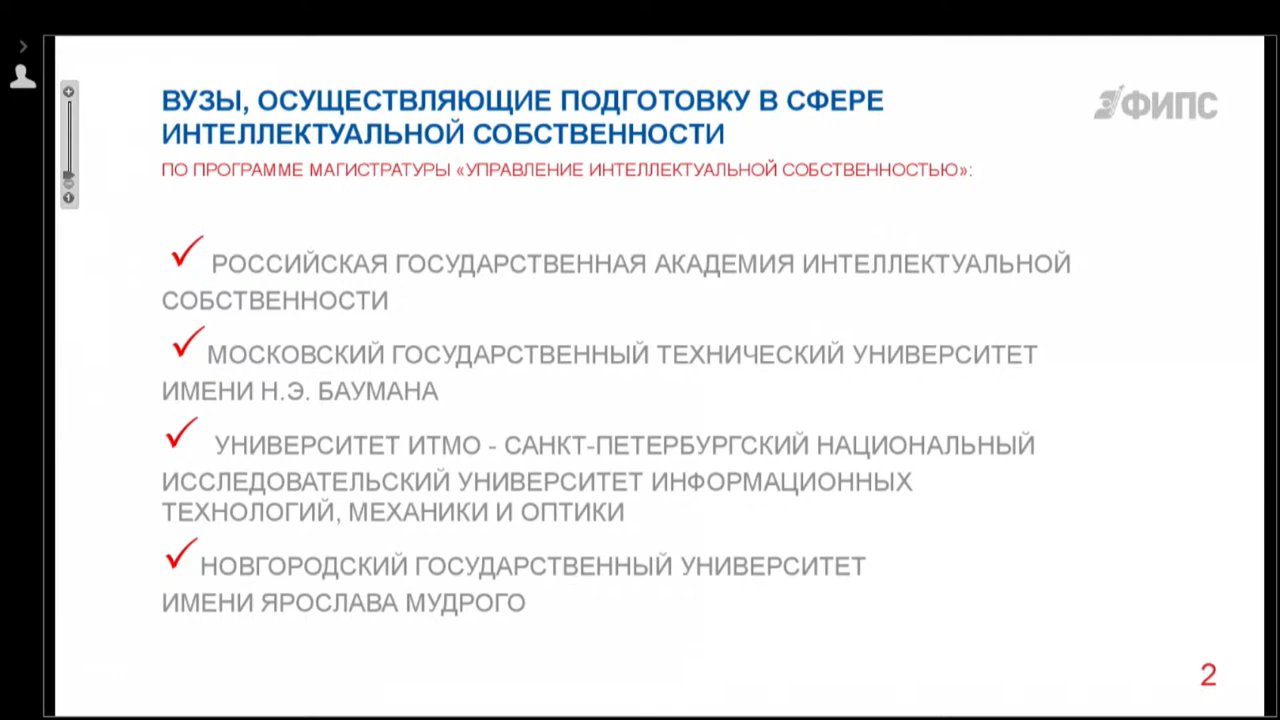 ВУЗЫ, ОСУЩЕСТВЛЯЮЩИЕ ПОДГОТОВКУ В СФЕРЕ
ИНТЕЛЛЕКТУАЛЬНОЙ СОБСТВЕННОСТИ
ФИПС
ПО ПРОГРАММЕ МАГИСТРАТУРЫ «УПРАВЛЕНИЕ ИНТЕЛЛЕКТУАЛЬНОЙ СОБСТВЕННОСТЬЮ»:
РОССИЙСКАЯ ГОСУДАРСТВЕННАЯ АКАДЕМИЯ ИНТЕЛЛЕКТУАЛЬНОЙ
СОБСТВЕННОСТИ
МОСКОВСКИЙ ГОСУДАРСТВЕННЫЙ ТЕХНИЧЕСКИЙ УНИВЕРСИТЕТ
ИМЕНИ Н.Э. БАУМАНА
УНИВЕРСИТЕТ ИТМО - САНКТ-ПЕТЕРБУРГСКИЙ НАЦИОНАЛЬНЫЙ
ИССЛЕДОВАТЕЛЬСКИЙ УНИВЕРСИТЕТ ИНФОРМАЦИОННЫХ
ТЕХНОЛОГИЙ, МЕХАНИКИ И ОПТИКИ
НОВГОРОДСКИЙ ГОСУДАРСТВЕННЫЙ УНИВЕРСИТЕТ
ИМЕНИ ЯРОСЛАВА МУДРОГО
2